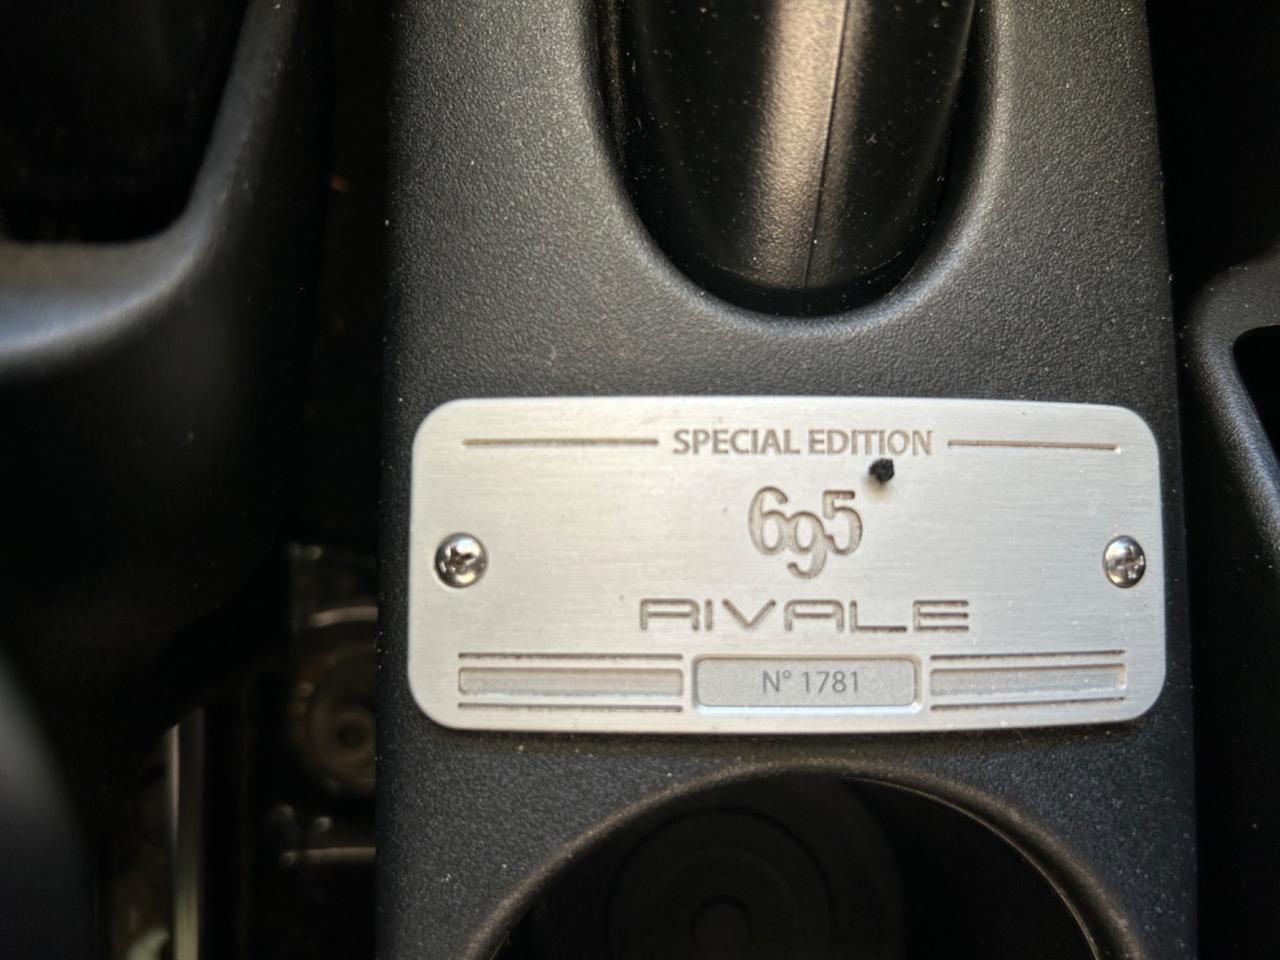 SPECIAL EDITION
695
RIVALE
N° 1781